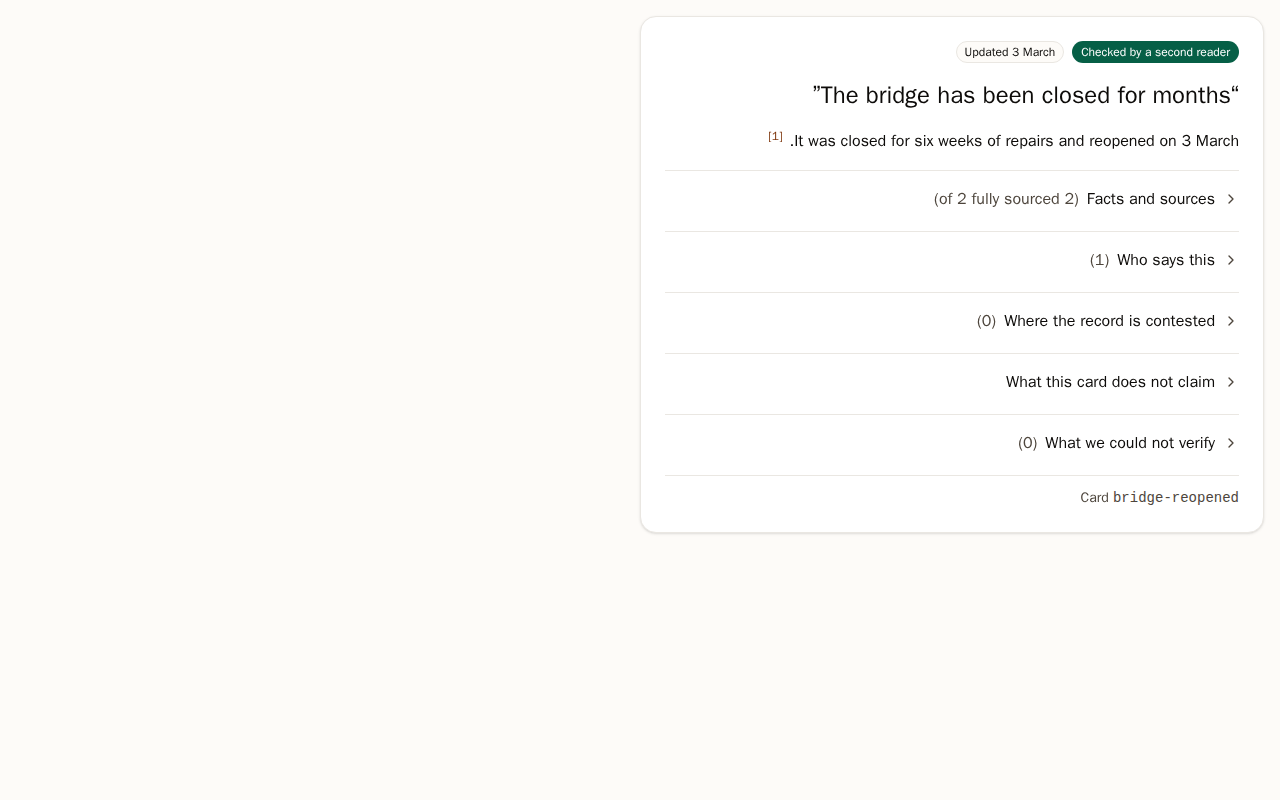 Checked by a second reader
Updated 3 March
“The bridge has been closed for months”
It was closed for six weeks of repairs and reopened on 3 March. [1]
Facts and sources (2 of 2 fully sourced)
Who says this (1)
Where the record is contested (0)
What this card does not claim
What we could not verify (0)
Card bridge-reopened